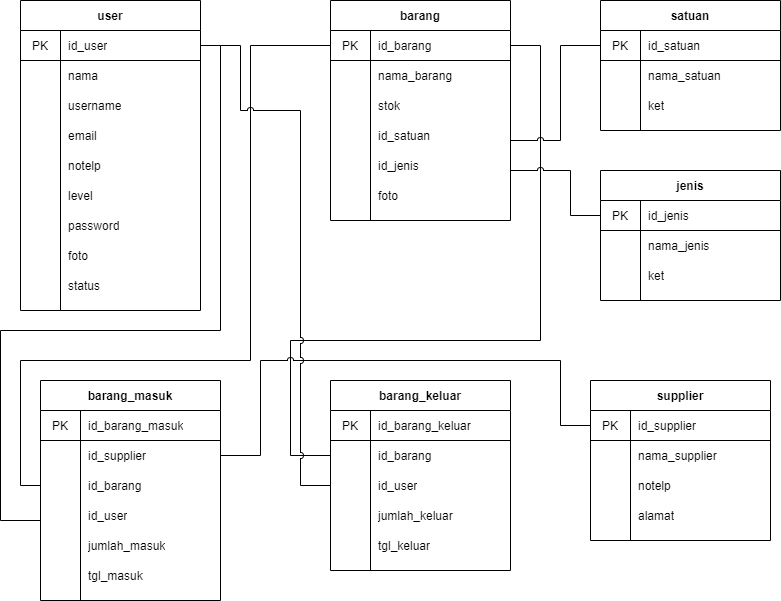 user
PK id_user
nama
username
email
notelp
level
password
foto
status
barang
PK id_barang
nama_barang
stok
id_satuan
id_jenis
foto
satuan
PK id_satuan
nama_satuan
ket
jenis
PK id_jenis
nama_jenis
ket
barang_masuk
PK id_barang_masuk
id_supplier
id_barang
id_user
jumlah_masuk
tgl_masuk
barang_keluar
PK id_barang_keluar
id_barang
id_user
jumlah_keluar
tgl_keluar
supplier
PK id_supplier
nama_supplier
notelp
alamat